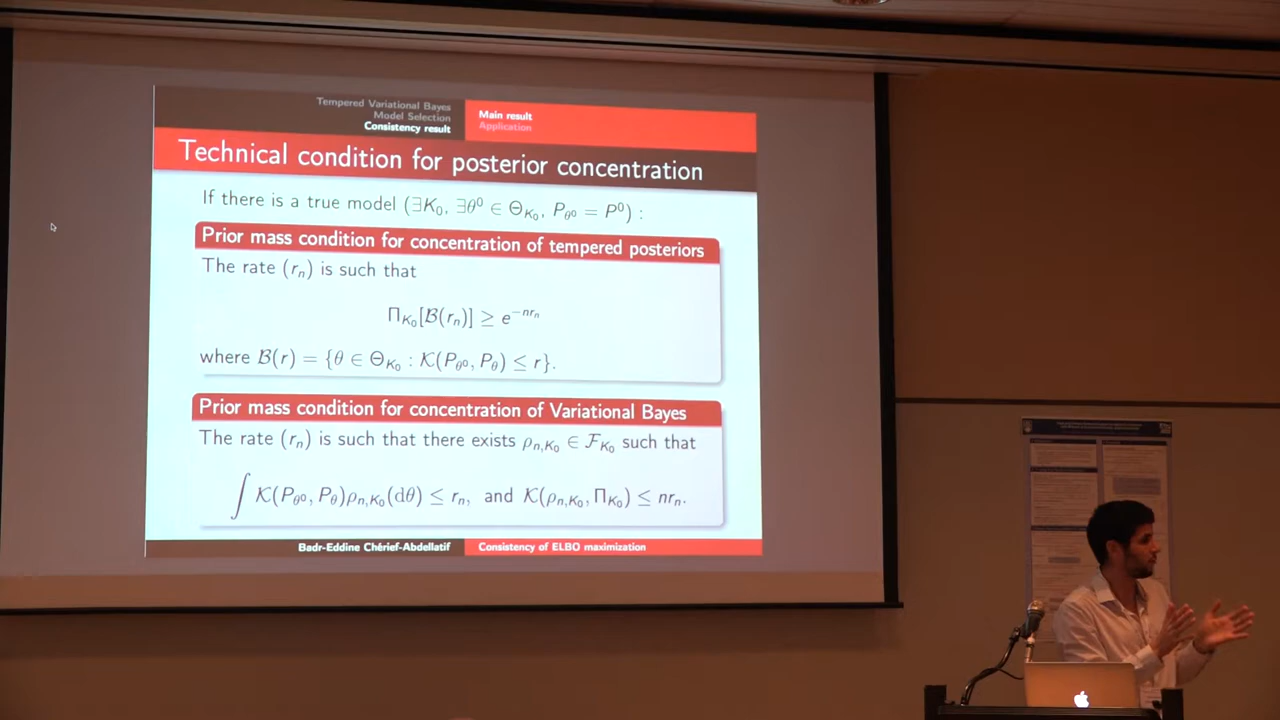 Tempered Variational Bayes
Model Selection
Consistency result
Main result
Application
Technical condition for posterior concentration
If there is a true model (∃K₀, ∃θ⁰ ∈ Θ_{K₀}, P_{θ⁰} = P⁰) :
Prior mass condition for concentration of tempered posteriors
The rate (rₙ) is such that
Π_{K₀}[𝓑(rₙ)] ≥ e^{−nrₙ}
where 𝓑(r) = {θ ∈ Θ_{K₀} : 𝒦(P_{θ⁰}, P_θ) ≤ r}.
Prior mass condition for concentration of Variational Bayes
The rate (rₙ) is such that there exists ρ_{n,K₀} ∈ 𝓕_{K₀} such that
∫ 𝒦(P_{θ⁰}, P_θ)ρ_{n,K₀}(dθ) ≤ rₙ, and 𝒦(ρ_{n,K₀}, Π_{K₀}) ≤ nrₙ.
Badr-Eddine Chérief-Abdellatif
Consistency of ELBO maximization